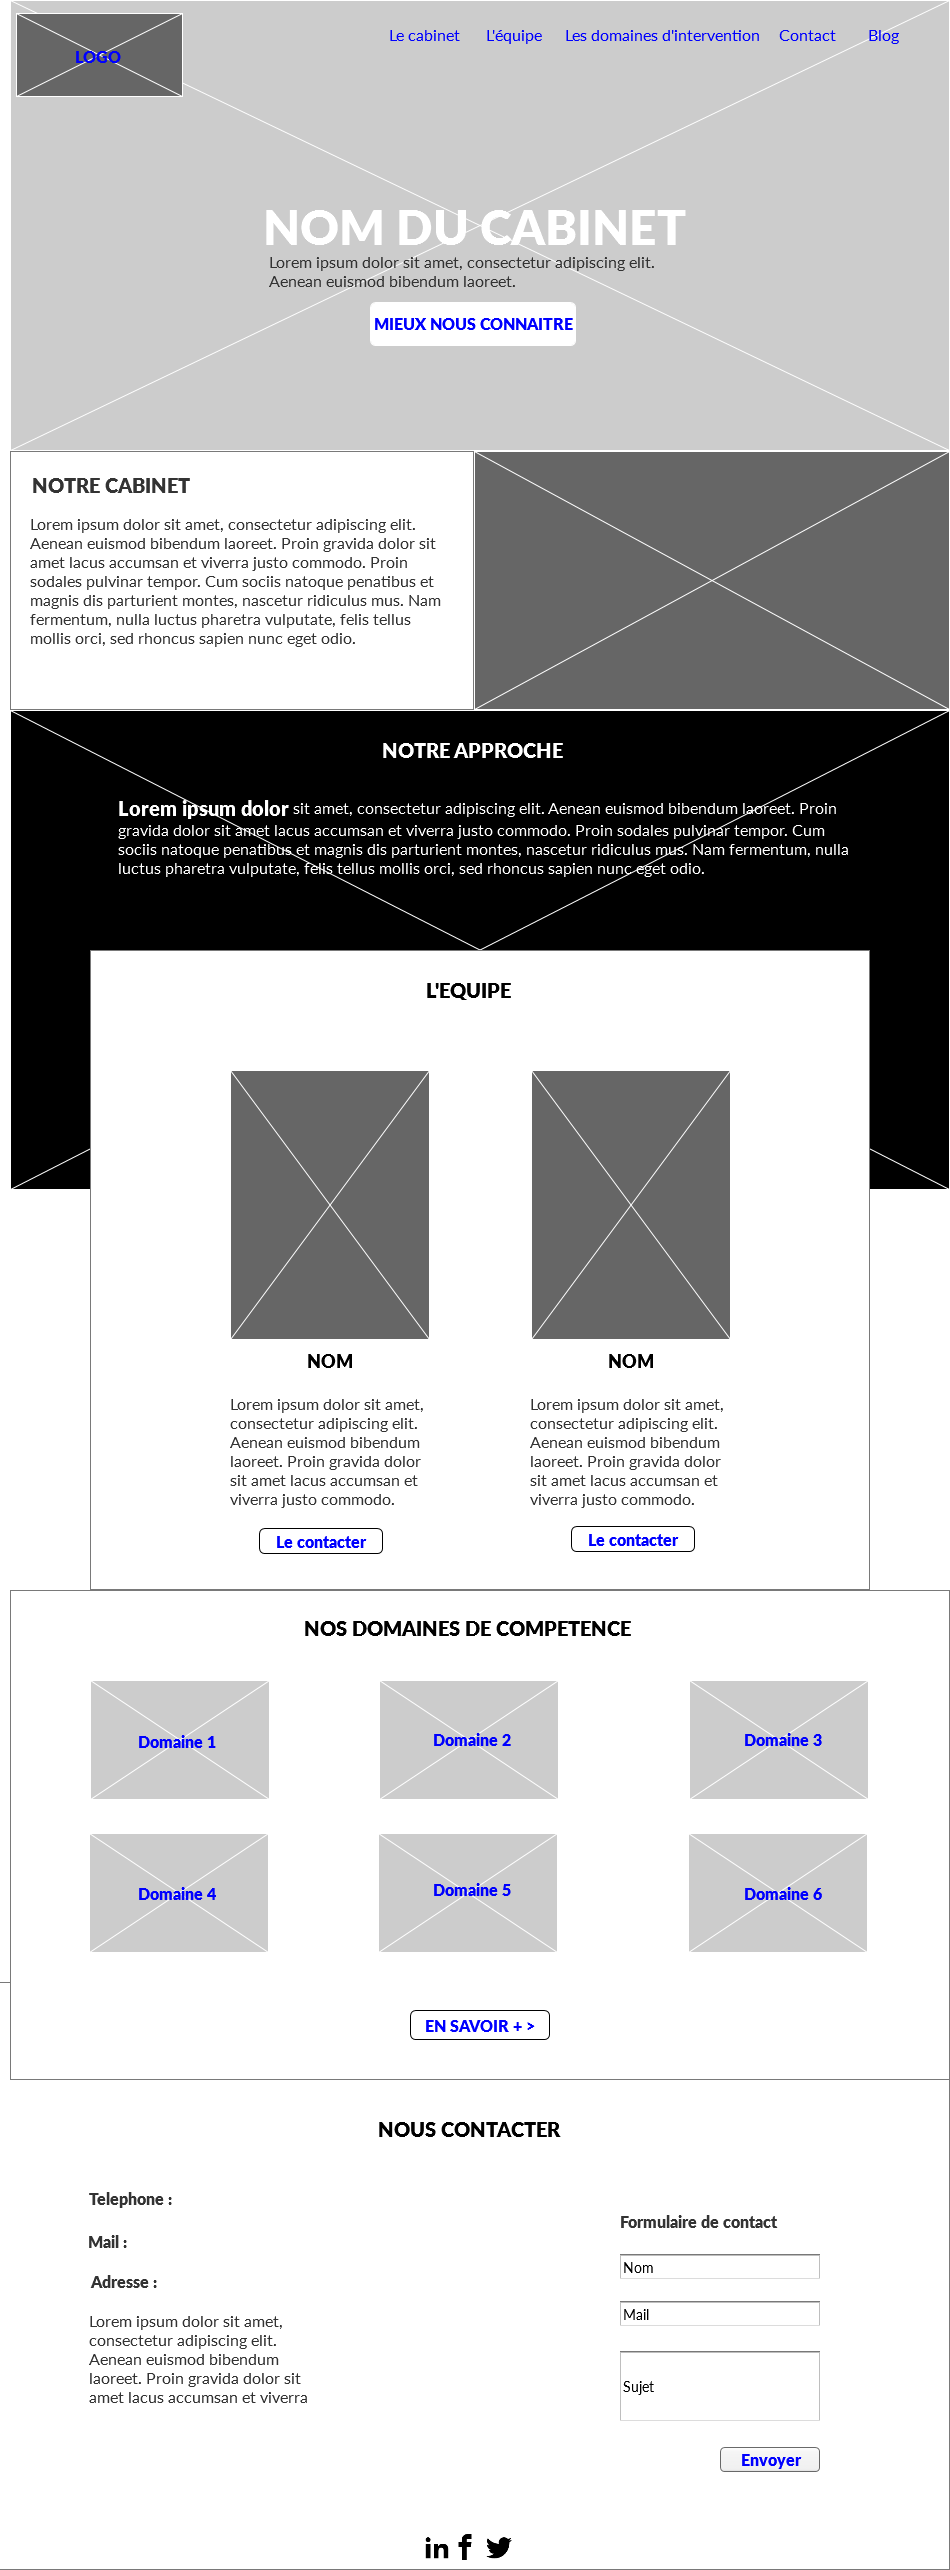 LOGO
Le cabinet L'équipe Les domaines d'intervention Contact Blog
NOM DU CABINET
Lorem ipsum dolor sit amet, consectetur adipiscing elit.
Aenean euismod bibendum laoreet.
MIEUX NOUS CONNAITRE
NOTRE CABINET
Lorem ipsum dolor sit amet, consectetur adipiscing elit.
Aenean euismod bibendum laoreet. Proin gravida dolor sit
amet lacus accumsan et viverra justo commodo. Proin
sodales pulvinar tempor. Cum sociis natoque penatibus et
magnis dis parturient montes, nascetur ridiculus mus. Nam
fermentum, nulla luctus pharetra vulputate, felis tellus
mollis orci, sed rhoncus sapien nunc eget odio.
NOTRE APPROCHE
Lorem ipsum dolor sit amet, consectetur adipiscing elit. Aenean euismod bibendum laoreet. Proin
gravida dolor sit amet lacus accumsan et viverra justo commodo. Proin sodales pulvinar tempor. Cum
sociis natoque penatibus et magnis dis parturient montes, nascetur ridiculus mus. Nam fermentum, nulla
luctus pharetra vulputate, felis tellus mollis orci, sed rhoncus sapien nunc eget odio.
L'EQUIPE
NOM
Lorem ipsum dolor sit amet,
consectetur adipiscing elit.
Aenean euismod bibendum
laoreet. Proin gravida dolor
sit amet lacus accumsan et
viverra justo commodo.
Le contacter
NOM
Lorem ipsum dolor sit amet,
consectetur adipiscing elit.
Aenean euismod bibendum
laoreet. Proin gravida dolor
sit amet lacus accumsan et
viverra justo commodo.
Le contacter
NOS DOMAINES DE COMPETENCE
Domaine 1 Domaine 2 Domaine 3
Domaine 4 Domaine 5 Domaine 6
EN SAVOIR + >
NOUS CONTACTER
Telephone :
Mail :
Adresse :
Lorem ipsum dolor sit amet,
consectetur adipiscing elit.
Aenean euismod bibendum
laoreet. Proin gravida dolor sit
amet lacus accumsan et viverra
Formulaire de contact
Nom
Mail
Sujet
Envoyer